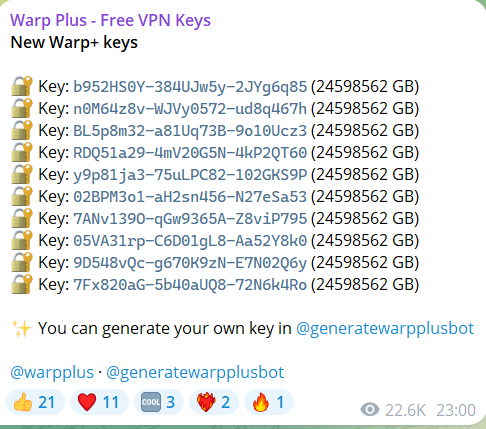 Warp Plus - Free VPN Keys
New Warp+ keys
🔐 Key: b952HS0Y-384UJw5y-2JYg6q85 (24598562 GB)
🔐 Key: n0M64z8v-WJVy0572-ud8q467h (24598562 GB)
🔐 Key: BL5p8m32-a81Uq73B-9o10Ucz3 (24598562 GB)
🔐 Key: RDQ51a29-4mV20G5N-4kP2QT60 (24598562 GB)
🔐 Key: y9p81ja3-75uLPC82-102GKS9P (24598562 GB)
🔐 Key: 02BPM3o1-aH2sn456-N27eSa53 (24598562 GB)
🔐 Key: 7ANv139O-qGw9365A-Z8viP795 (24598562 GB)
🔐 Key: 05VA31rp-C6D01gL8-Aa52Y8k0 (24598562 GB)
🔐 Key: 9D548vQc-g670K9zN-E7N02Q6y (24598562 GB)
🔐 Key: 7Fx820aG-5b40aUQ8-72N6k4Ro (24598562 GB)
✨ You can generate your own key in @generatewarpplusbot
@warpplus · @generatewarpplusbot
👍 21 ❤️ 11 🆒 3 ❤️‍🔥 2 🔥 1 22.6K 23:00